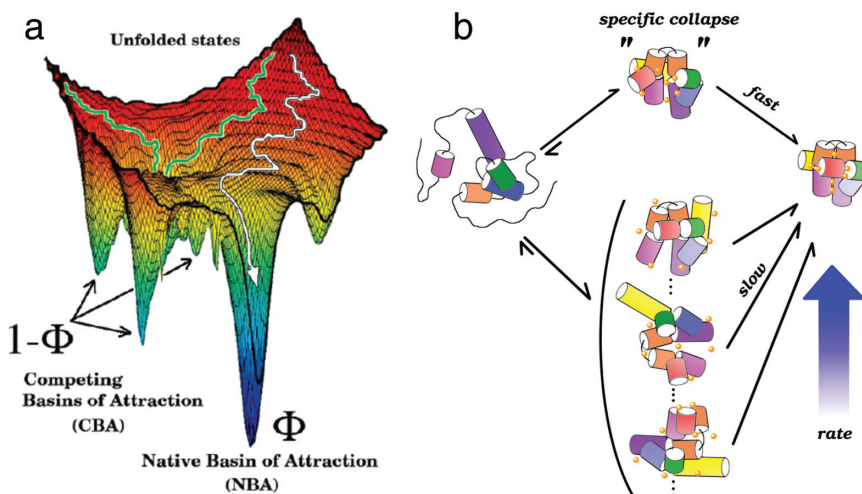 a
Unfolded states
1-Φ
Competing
Basins of Attraction
(CBA)
Φ
Native Basin of Attraction
(NBA)
b
specific collapse
" "
fast
slow
rate